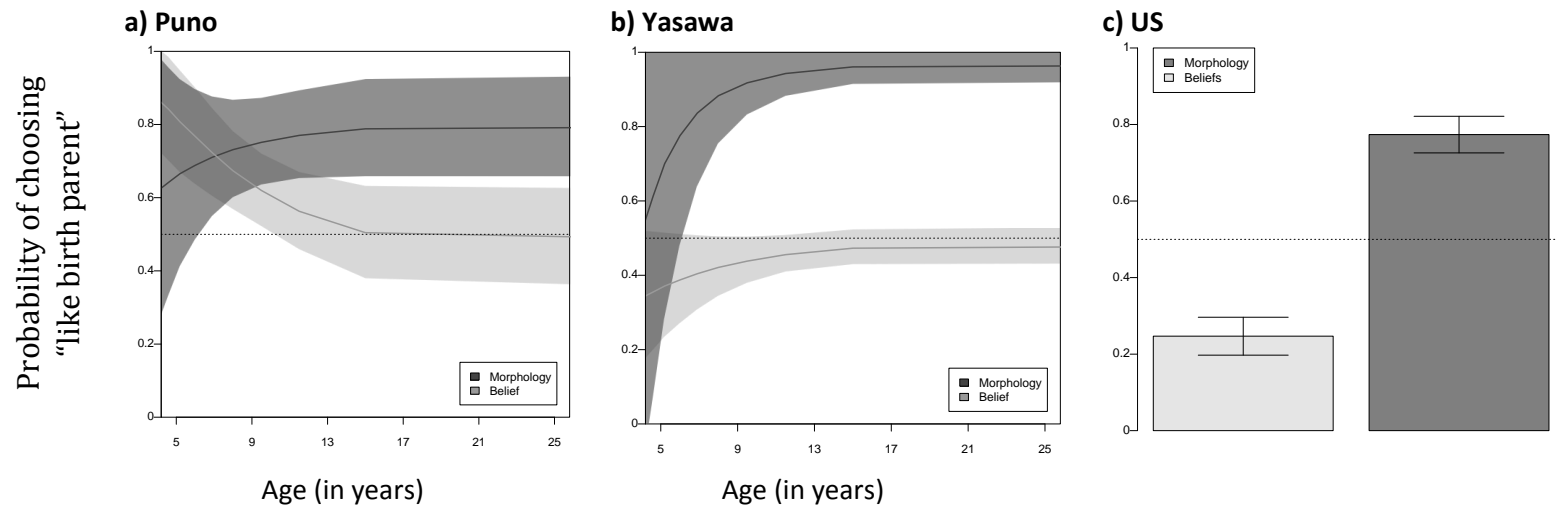 a) Puno
b) Yasawa
c) US
Probability of choosing
“like birth parent”
1
0.8
0.6
0.4
0.2
0
5 9 13 17 21 25
Morphology
Belief
Age (in years)
1
0.8
0.6
0.4
0.2
0
5 9 13 17 21 25
Morphology
Belief
Age (in years)
1
0.8
0.6
0.4
0.2
0
Morphology
Beliefs